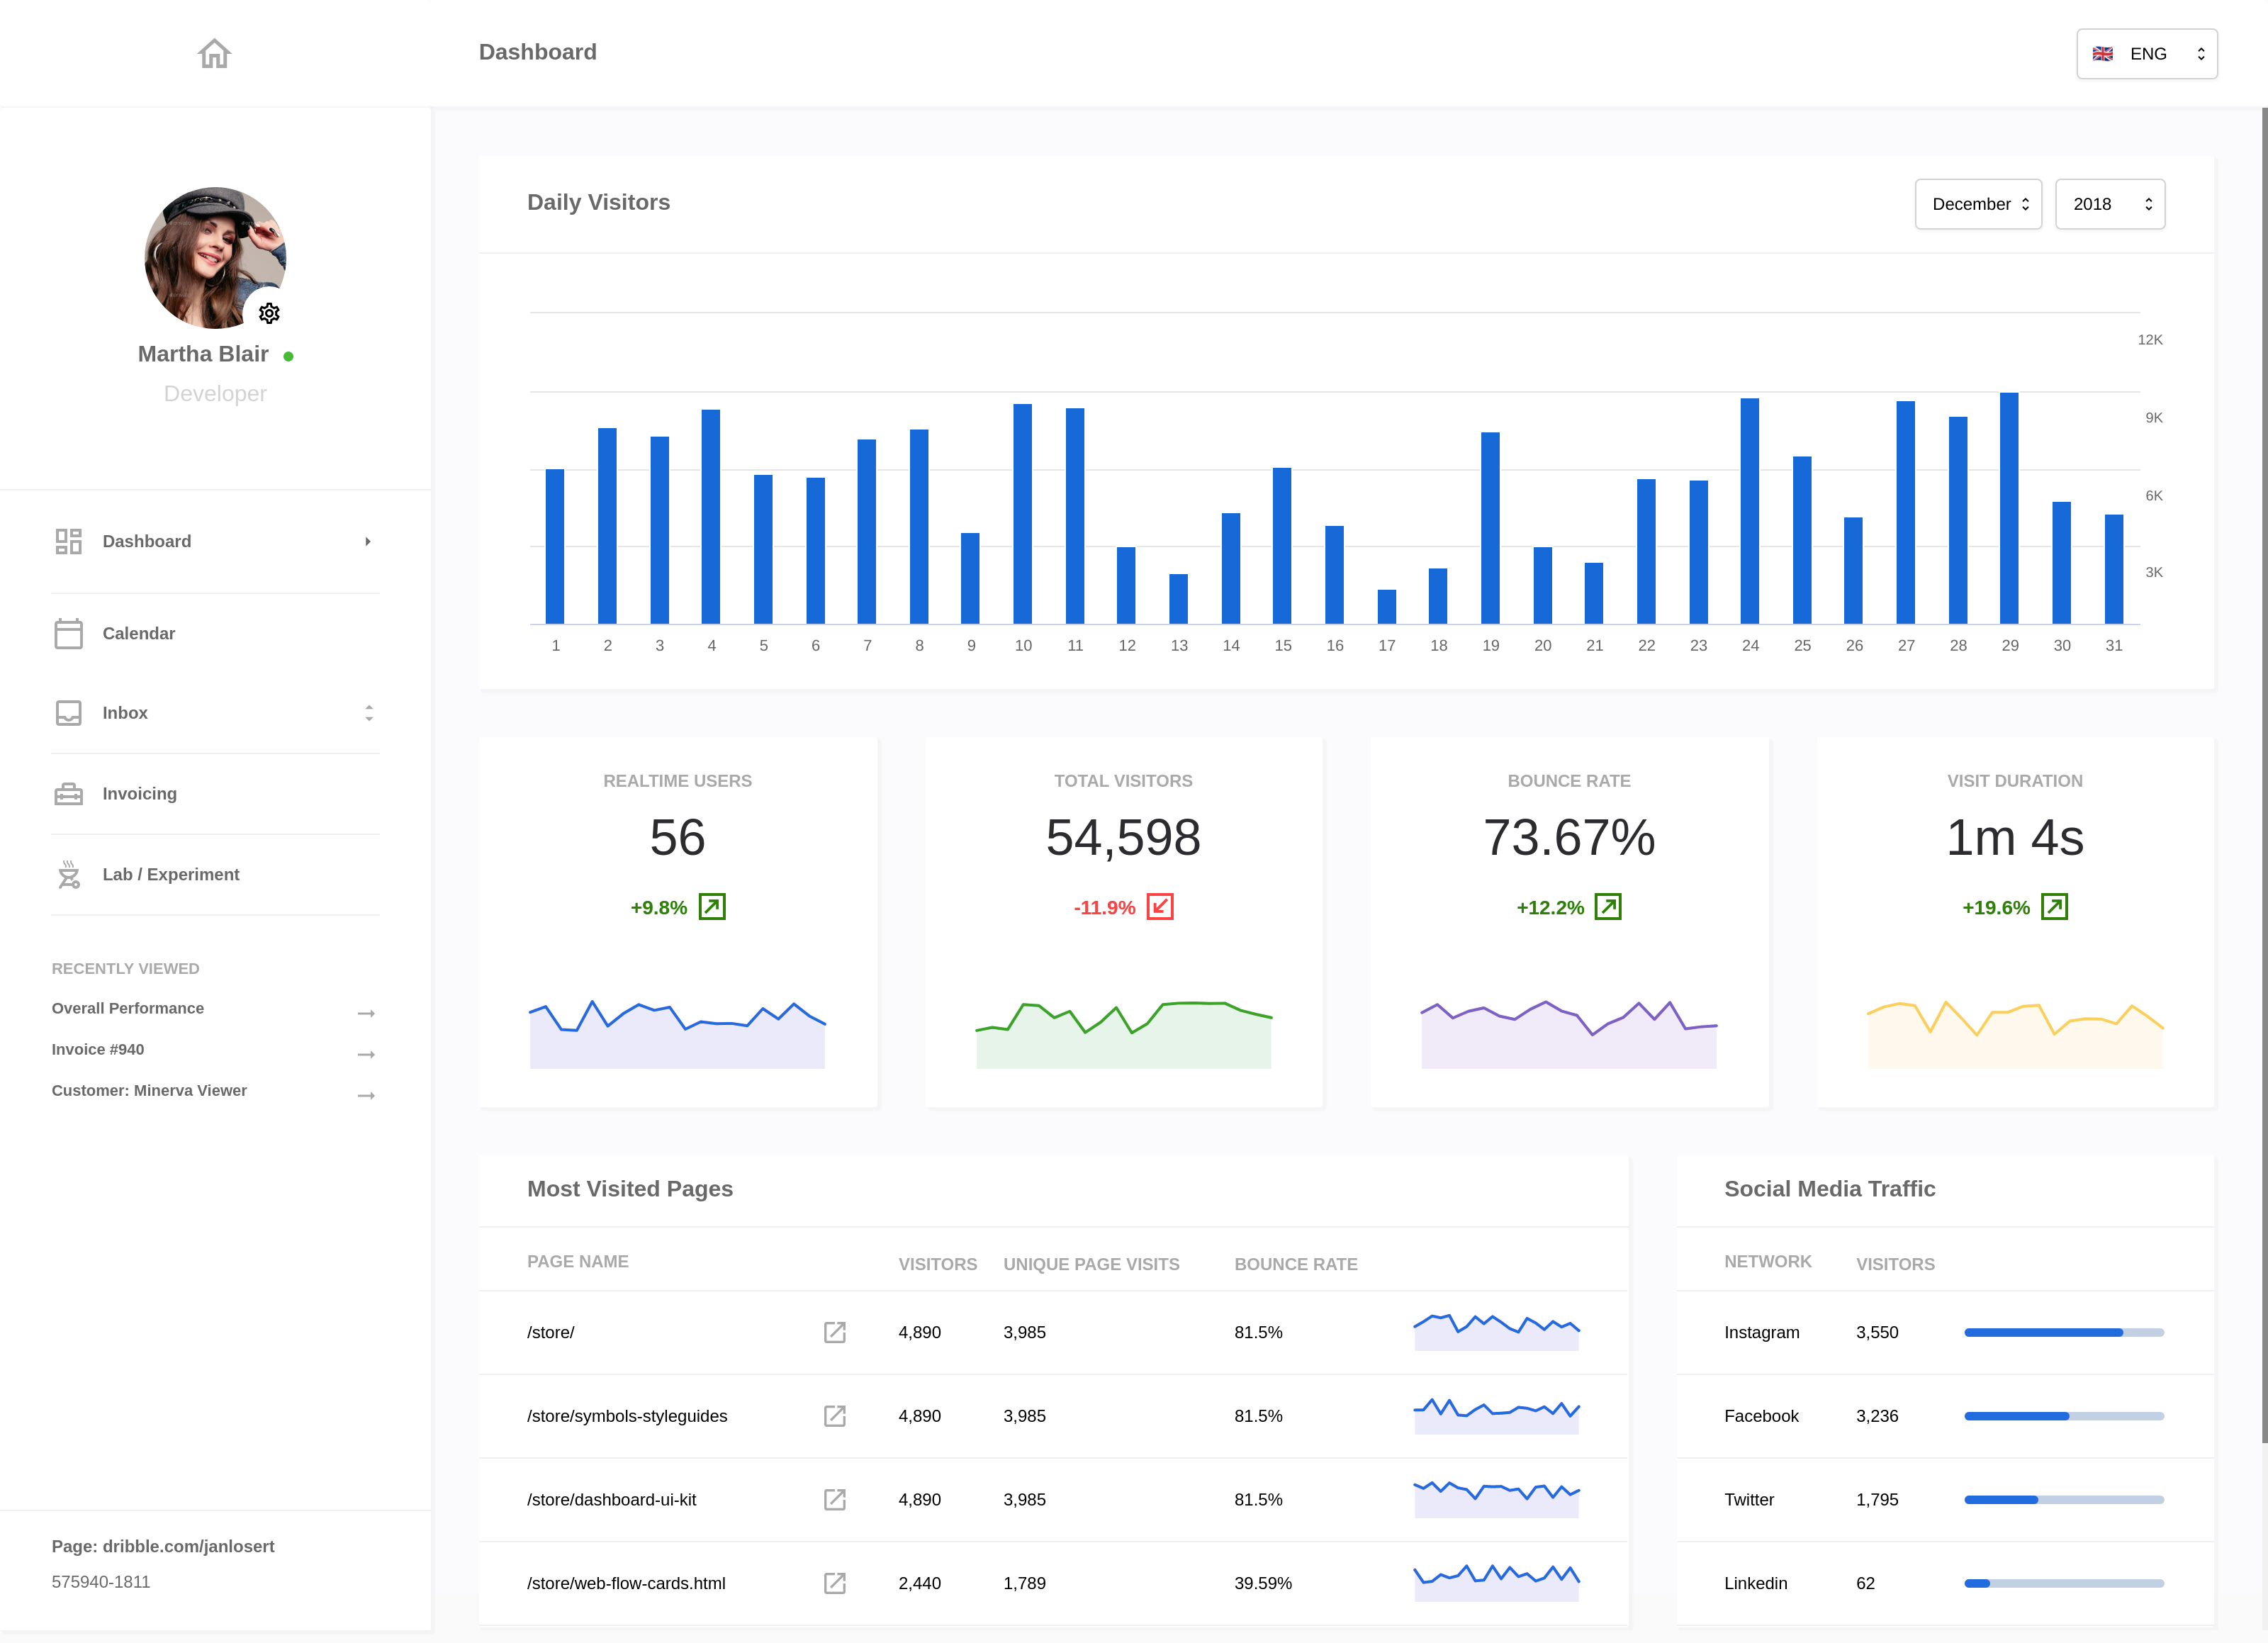 Dashboard
ENG
Martha Blair
Developer
Dashboard
Calendar
Inbox
Invoicing
Lab / Experiment
RECENTLY VIEWED
Overall Performance
Invoice #940
Customer: Minerva Viewer
Page: dribble.com/janlosert
575940-1811
Daily Visitors
December
2018
12K
9K
6K
3K
1 2 3 4 5 6 7 8 9 10 11 12 13 14 15 16 17 18 19 20 21 22 23 24 25 26 27 28 29 30 31
REALTIME USERS
56
+9.8%
TOTAL VISITORS
54,598
-11.9%
BOUNCE RATE
73.67%
+12.2%
VISIT DURATION
1m 4s
+19.6%
Most Visited Pages
PAGE NAME VISITORS UNIQUE PAGE VISITS BOUNCE RATE
/store/ 4,890 3,985 81.5%
/store/symbols-styleguides 4,890 3,985 81.5%
/store/dashboard-ui-kit 4,890 3,985 81.5%
/store/web-flow-cards.html 2,440 1,789 39.59%
Social Media Traffic
NETWORK VISITORS
Instagram 3,550
Facebook 3,236
Twitter 1,795
Linkedin 62